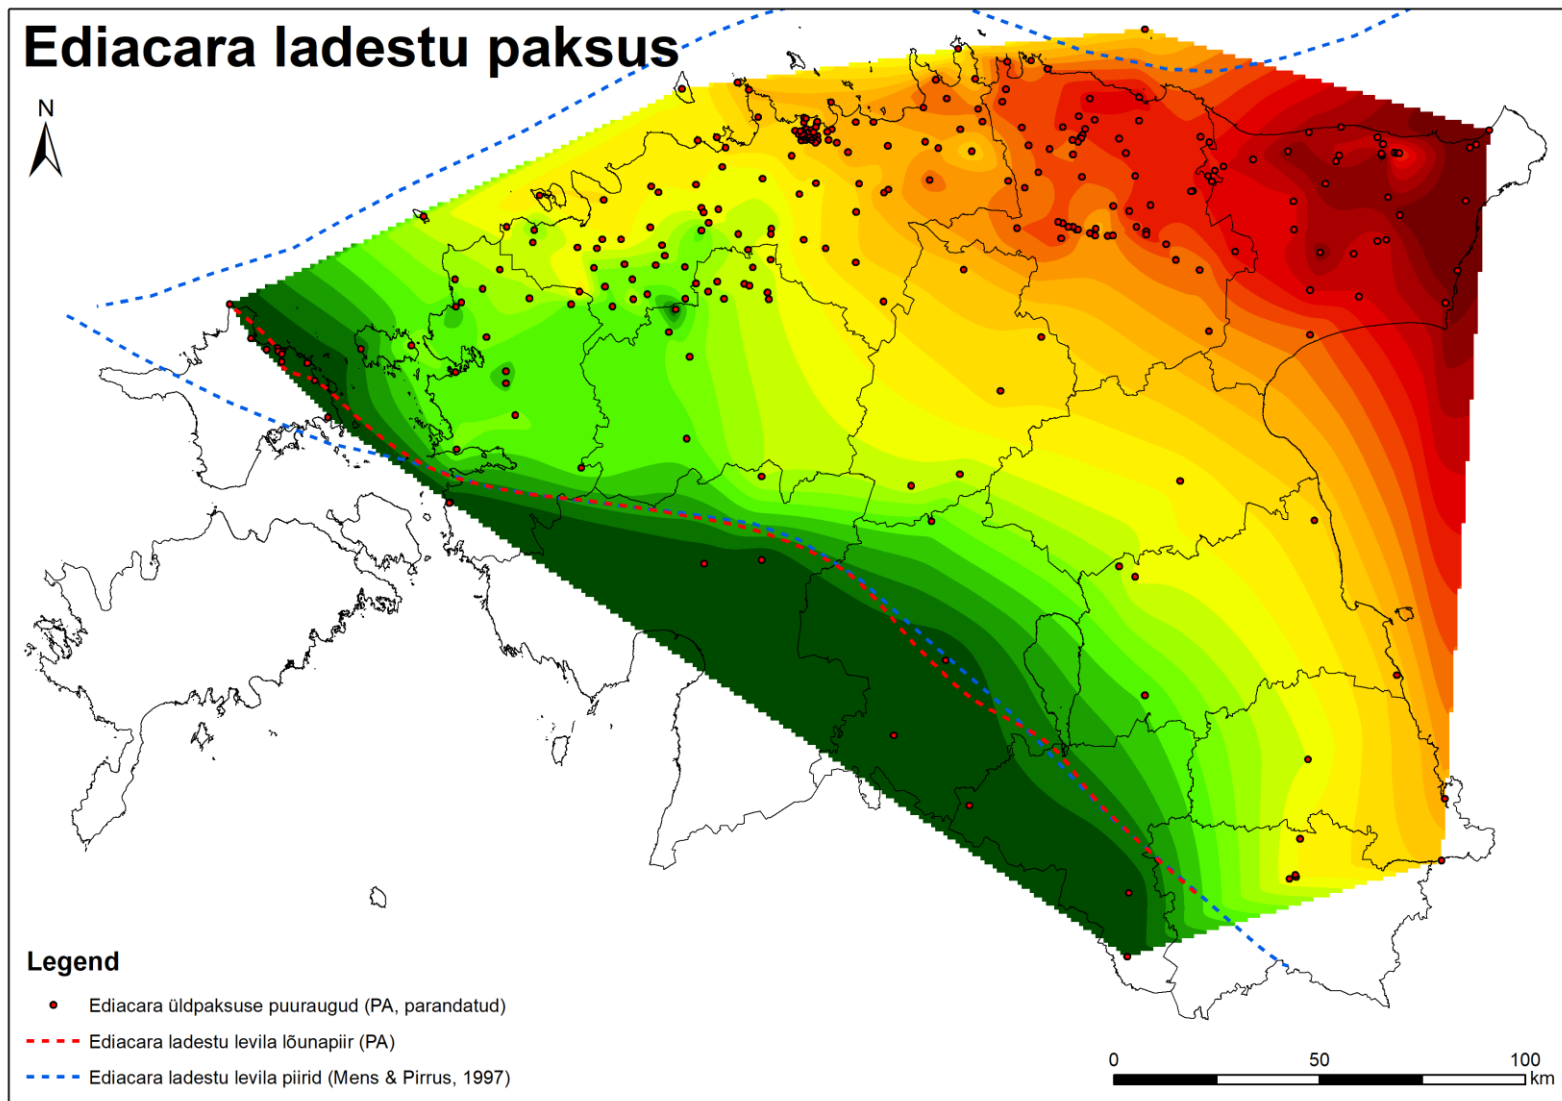 Ediacara ladestu paksus
N
Legend
Ediacara üldpaksuse puuraugud (PA, parandatud)
Ediacara ladestu levila lõunapiir (PA)
Ediacara ladestu levila piirid (Mens & Pirrus, 1997)
0 50 100
km